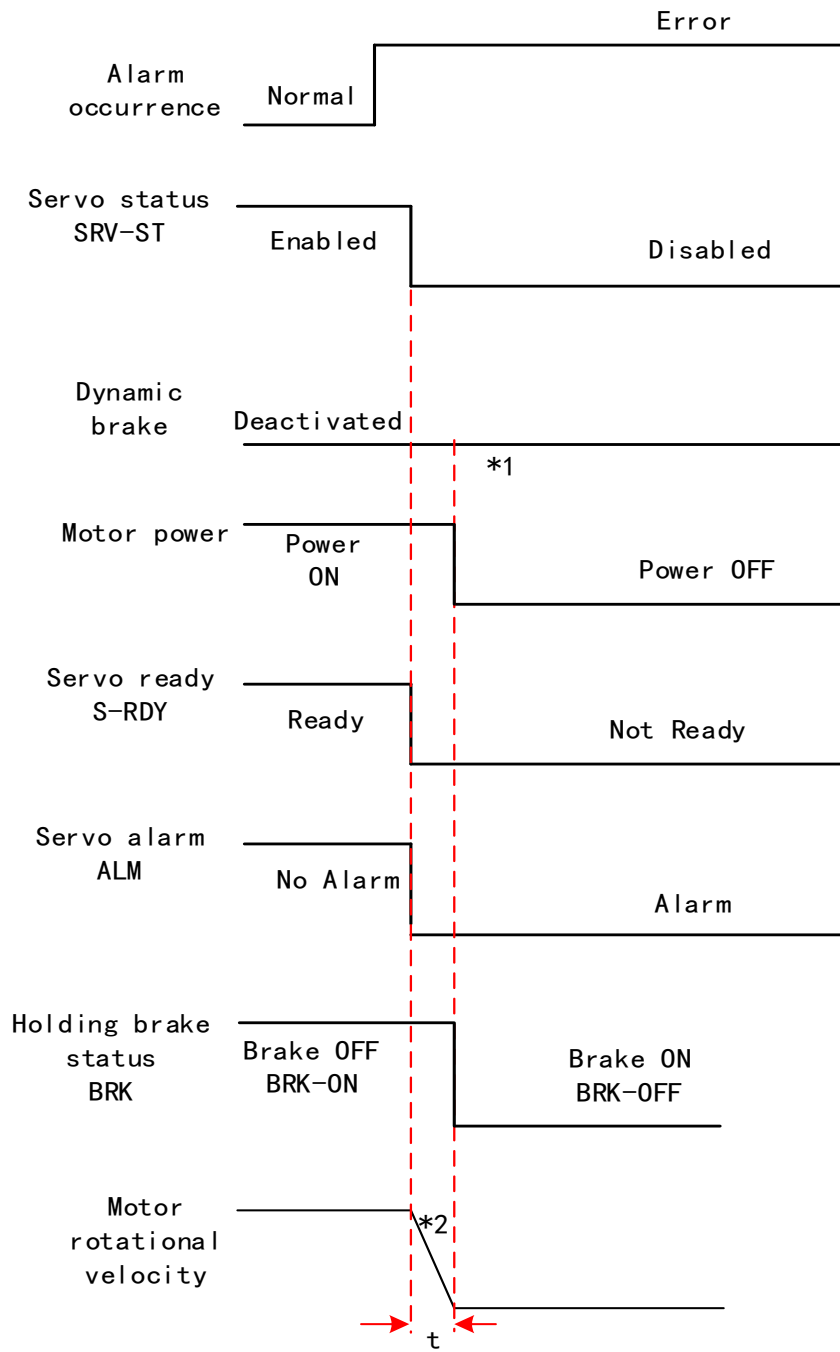 Error
Alarm
occurrence
Normal
Servo status
SRV-ST
Enabled
Disabled
Dynamic
brake
Deactivated
*1
Motor power
Power
ON
Power OFF
Servo ready
S-RDY
Ready
Not Ready
Servo alarm
ALM
No Alarm
Alarm
Holding brake
status
BRK
Brake OFF
BRK-ON
Brake ON
BRK-OFF
Motor
rotational
velocity
*2
t